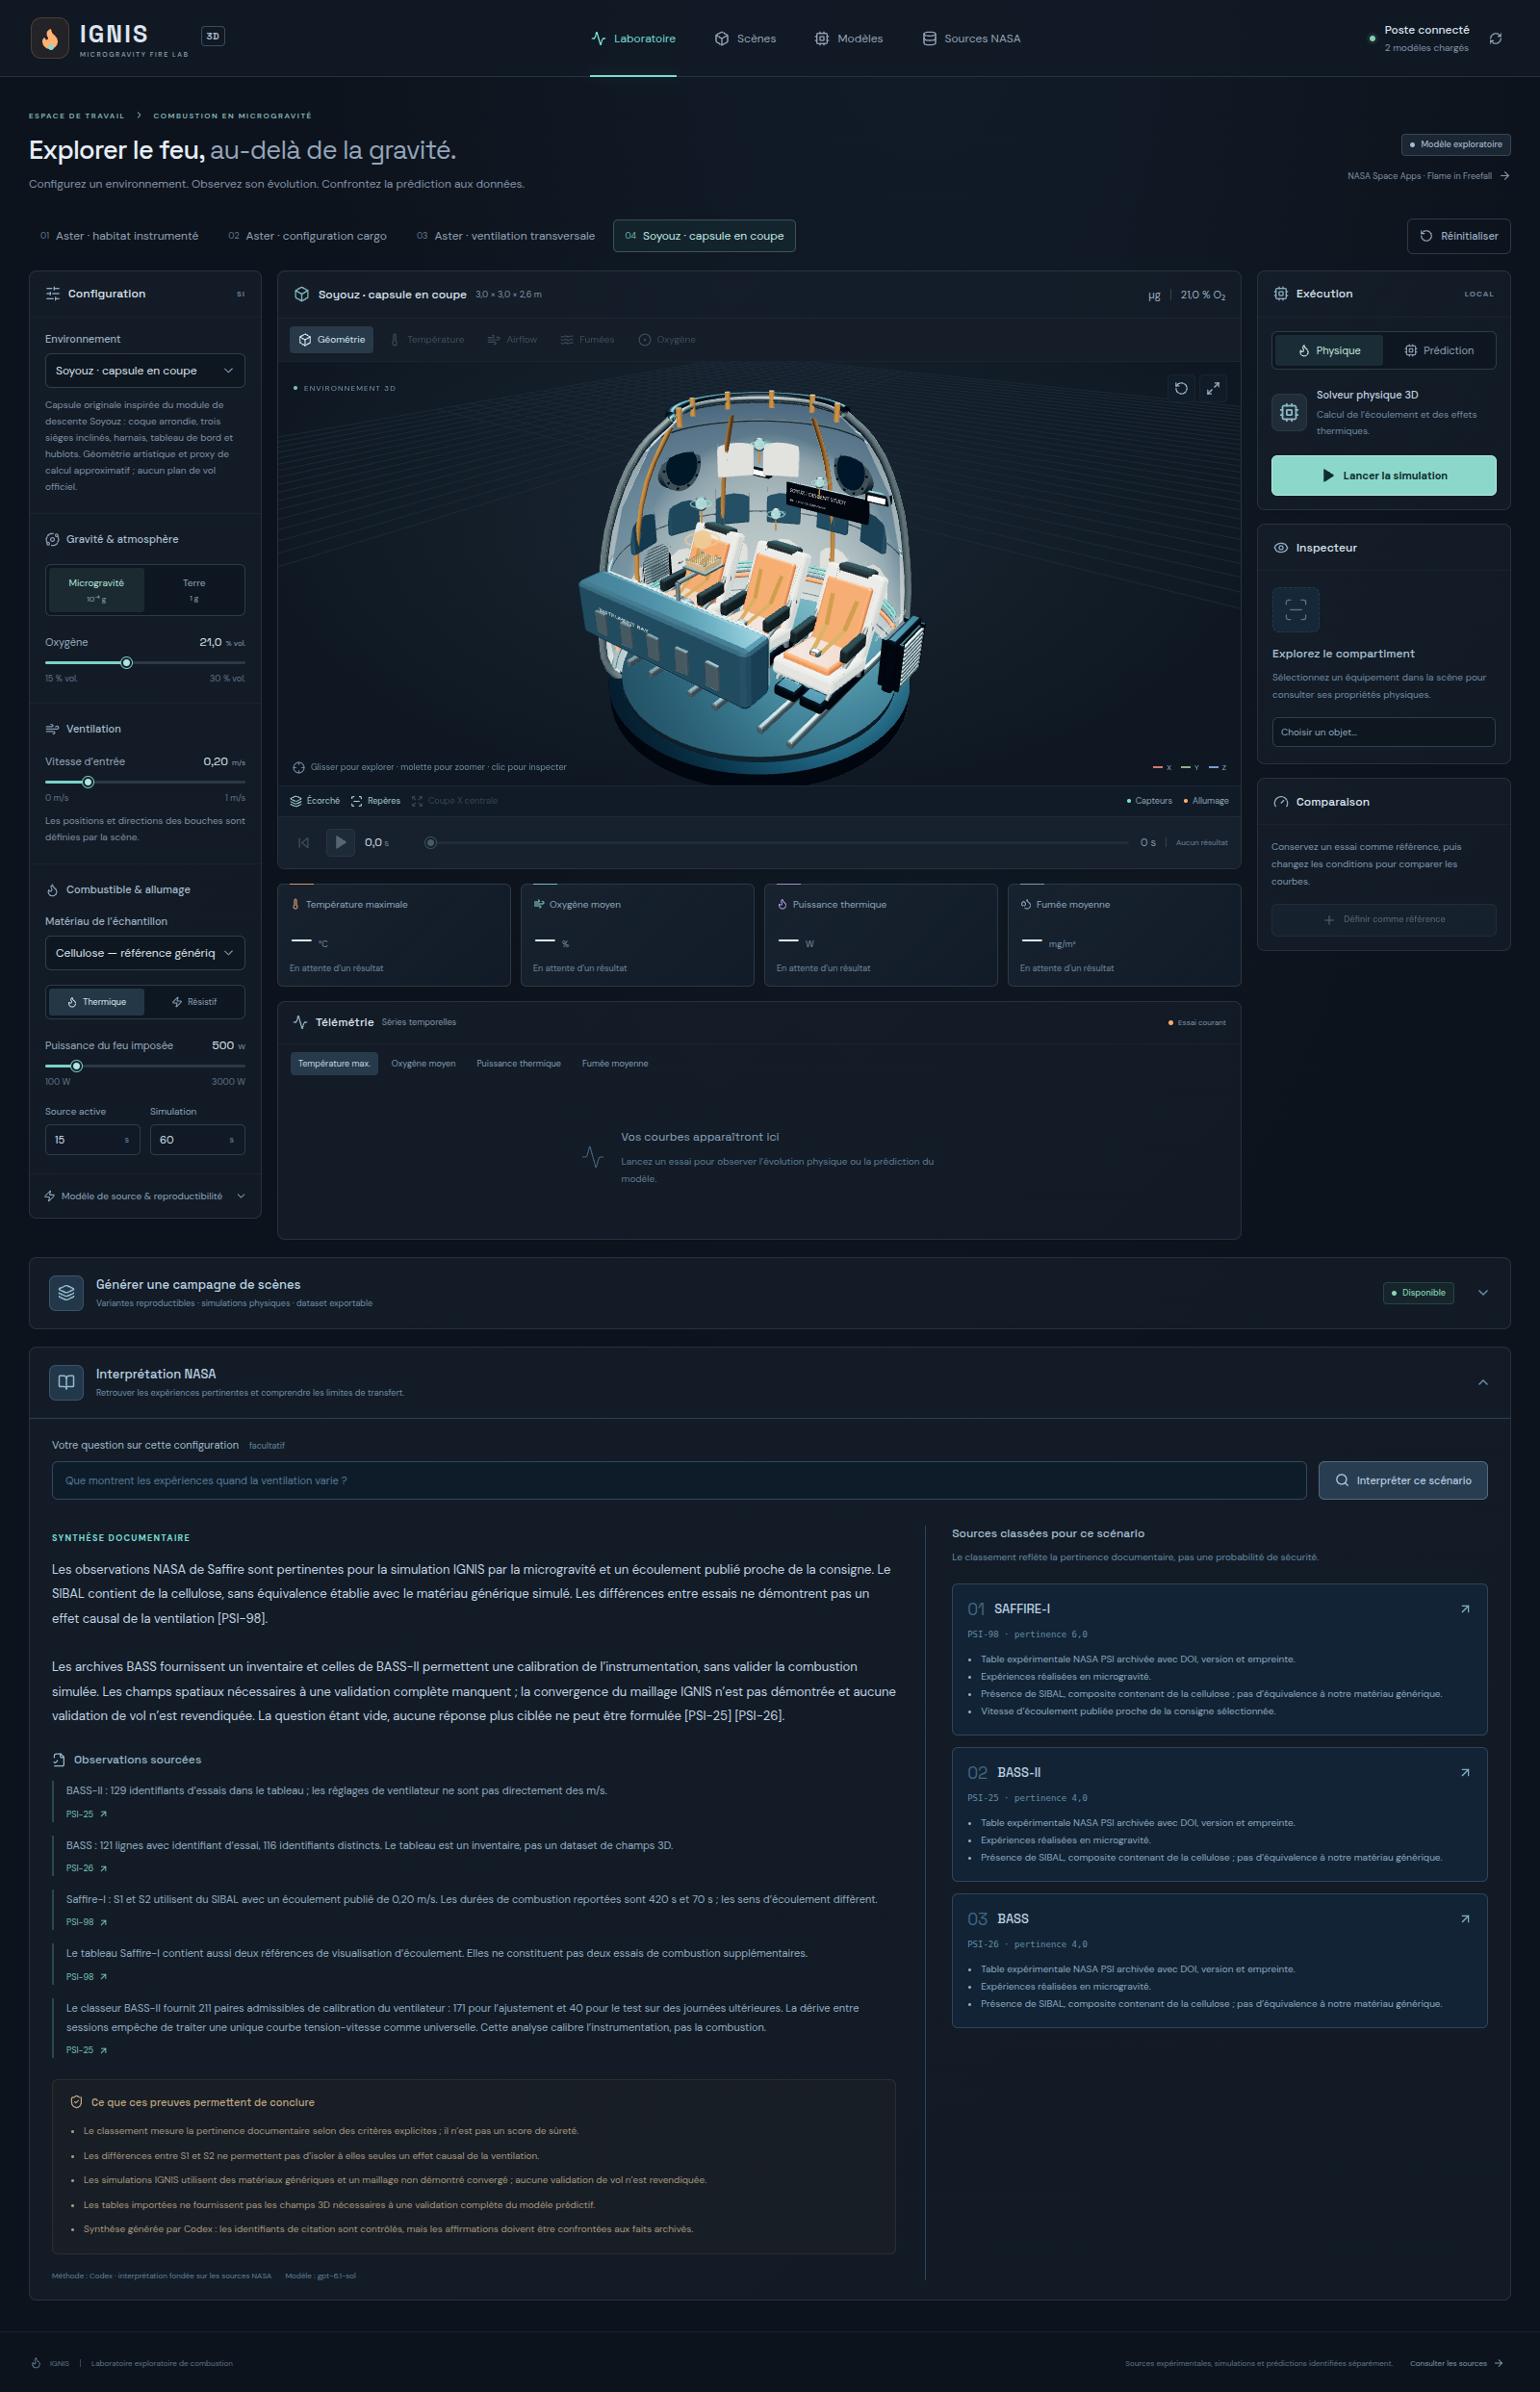 IGNIS
MICROGRAVITY FIRE LAB
3D
Laboratoire
Scènes
Modèles
Sources NASA
Poste connecté
2 modèles chargés
ESPACE DE TRAVAIL > COMBUSTION EN MICROGRAVITÉ
Explorer le feu, au-delà de la gravité.
Configurez un environnement. Observez son évolution. Confrontez la prédiction aux données.
Modèle exploratoire
NASA Space Apps · Flame in Freefall →
01 Aster · habitat instrumenté
02 Aster · configuration cargo
03 Aster · ventilation transversale
04 Soyouz · capsule en coupe
Réinitialiser
Configuration
SI
Environnement
Soyouz · capsule en coupe
Capsule originale inspirée du module de
descente Soyouz : coque arrondie, trois
sièges inclinés, harnais, tableau de bord et
hublots. Géométrie artistique et proxy de
calcul approximatif ; aucun plan de vol
officiel.
Gravité & atmosphère
Microgravité
10⁻⁴ g
Terre
1 g
Oxygène
21,0 % vol.
15 % vol.
30 % vol.
Ventilation
Vitesse d'entrée
0,20 m/s
0 m/s
1 m/s
Les positions et directions des bouches sont
définies par la scène.
Combustible & allumage
Matériau de l'échantillon
Cellulose — référence génériq
Thermique
Résistif
Puissance du feu imposée
500 W
100 W
3000 W
Source active
Simulation
15 s
60 s
Modèle de source & reproductibilité
Soyouz · capsule en coupe
3,0 × 3,0 × 2,6 m
µg | 21,0 % O₂
Géométrie
Température
Airflow
Fumées
Oxygène
ENVIRONNEMENT 3D
Glisser pour explorer · molette pour zoomer · clic pour inspecter
X
Y
Z
Écorché
Repères
Coupe X centrale
Capteurs
Allumage
0,0 s
0 s
Aucun résultat
Température maximale
— °C
En attente d'un résultat
Oxygène moyen
— %
En attente d'un résultat
Puissance thermique
— W
En attente d'un résultat
Fumée moyenne
— mg/m³
En attente d'un résultat
Télémétrie
Séries temporelles
Essai courant
Température max.
Oxygène moyen
Puissance thermique
Fumée moyenne
Vos courbes apparaîtront ici
Lancez un essai pour observer l'évolution physique ou la prédiction du
modèle.
Exécution
LOCAL
Physique
Prédiction
Solveur physique 3D
Calcul de l'écoulement et des effets
thermiques.
Lancer la simulation
Inspecteur
Explorez le compartiment
Sélectionnez un équipement dans la scène pour
consulter ses propriétés physiques.
Choisir un objet…
Comparaison
Conservez un essai comme référence, puis
changez les conditions pour comparer les
courbes.
Définir comme référence
Générer une campagne de scènes
Variantes reproductibles · simulations physiques · dataset exportable
Disponible
Interprétation NASA
Retrouver les expériences pertinentes et comprendre les limites de transfert.
Votre question sur cette configuration
facultatif
Que montrent les expériences quand la ventilation varie ?
Interpréter ce scénario
SYNTHÈSE DOCUMENTAIRE
Les observations NASA de Saffire sont pertinentes pour la simulation IGNIS par la microgravité et un écoulement publié proche de la consigne. Le
SIBAL contient de la cellulose, sans équivalence établie avec le matériau générique simulé. Les différences entre essais ne démontrent pas un
effet causal de la ventilation [PSI-98].
Les archives BASS fournissent un inventaire et celles de BASS-II permettent une calibration de l'instrumentation, sans valider la combustion
simulée. Les champs spatiaux nécessaires à une validation complète manquent ; la convergence du maillage IGNIS n'est pas démontrée et aucune
validation de vol n'est revendiquée. La question étant vide, aucune réponse plus ciblée ne peut être formulée [PSI-25] [PSI-26].
Observations sourcées
BASS-II : 129 identifiants d'essais dans le tableau ; les réglages de ventilateur ne sont pas directement des m/s.
PSI-25
BASS : 121 lignes avec identifiant d'essai, 116 identifiants distincts. Le tableau est un inventaire, pas un dataset de champs 3D.
PSI-26
Saffire-I : S1 et S2 utilisent du SIBAL avec un écoulement publié de 0,20 m/s. Les durées de combustion reportées sont 420 s et 70 s ; les sens d'écoulement diffèrent.
PSI-98
Le tableau Saffire-I contient aussi deux références de visualisation d'écoulement. Elles ne constituent pas deux essais de combustion supplémentaires.
PSI-98
Le classeur BASS-II fournit 211 paires admissibles de calibration du ventilateur : 171 pour l'ajustement et 40 pour le test sur des journées ultérieures. La dérive entre
sessions empêche de traiter une unique courbe tension-vitesse comme universelle. Cette analyse calibre l'instrumentation, pas la combustion.
PSI-25
Ce que ces preuves permettent de conclure
• Le classement mesure la pertinence documentaire selon des critères explicites ; il n'est pas un score de sûreté.
• Les différences entre S1 et S2 ne permettent pas d'isoler à elles seules un effet causal de la ventilation.
• Les simulations IGNIS utilisent des matériaux génériques et un maillage non démontré convergé ; aucune validation de vol n'est revendiquée.
• Les tables importées ne fournissent pas les champs 3D nécessaires à une validation complète du modèle prédictif.
• Synthèse générée par Codex : les identifiants de citation sont contrôlés, mais les affirmations doivent être confrontées aux faits archivés.
Méthode : Codex · interprétation fondée sur les sources NASA
Modèle : gpt-6.1-sol
Sources classées pour ce scénario
Le classement reflète la pertinence documentaire, pas une probabilité de sécurité.
01 SAFFIRE-I
PSI-98 · pertinence 6,0
• Table expérimentale NASA PSI archivée avec DOI, version et empreinte.
• Expériences réalisées en microgravité.
• Présence de SIBAL, composite contenant de la cellulose ; pas d'équivalence à notre matériau générique.
• Vitesse d'écoulement publiée proche de la consigne sélectionnée.
02 BASS-II
PSI-25 · pertinence 4,0
• Table expérimentale NASA PSI archivée avec DOI, version et empreinte.
• Expériences réalisées en microgravité.
• Présence de SIBAL, composite contenant de la cellulose ; pas d'équivalence à notre matériau générique.
03 BASS
PSI-26 · pertinence 4,0
• Table expérimentale NASA PSI archivée avec DOI, version et empreinte.
• Expériences réalisées en microgravité.
• Présence de SIBAL, composite contenant de la cellulose ; pas d'équivalence à notre matériau générique.
IGNIS | Laboratoire exploratoire de combustion
Sources expérimentales, simulations et prédictions identifiées séparément.
Consulter les sources →